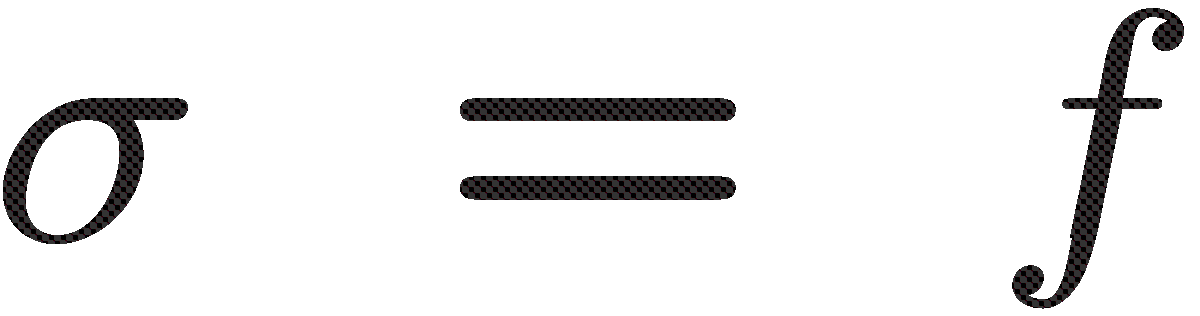 σ = f